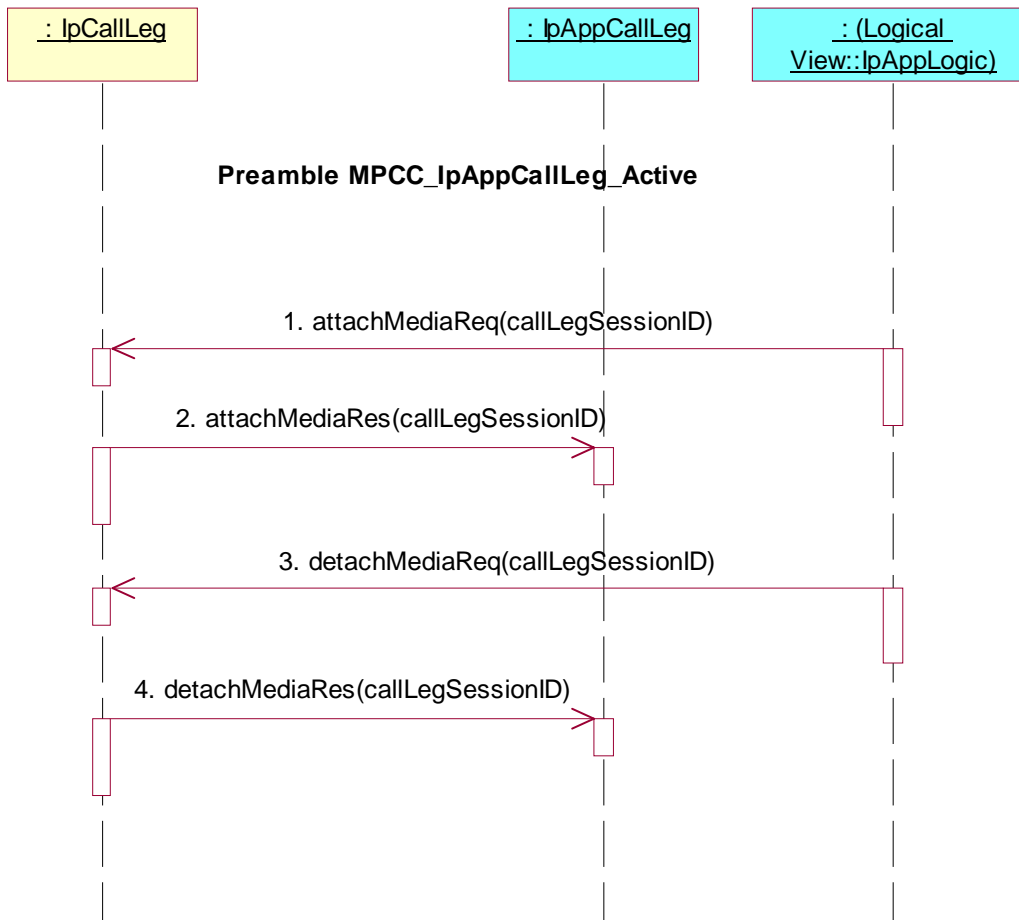 : IpCallLeg
: IpAppCallLeg
: (Logical
View::IpAppLogic)
Preamble MPCC_IpAppCallLeg_Active
1. attachMediaReq(callLegSessionID)
2. attachMediaRes(callLegSessionID)
3. detachMediaReq(callLegSessionID)
4. detachMediaRes(callLegSessionID)